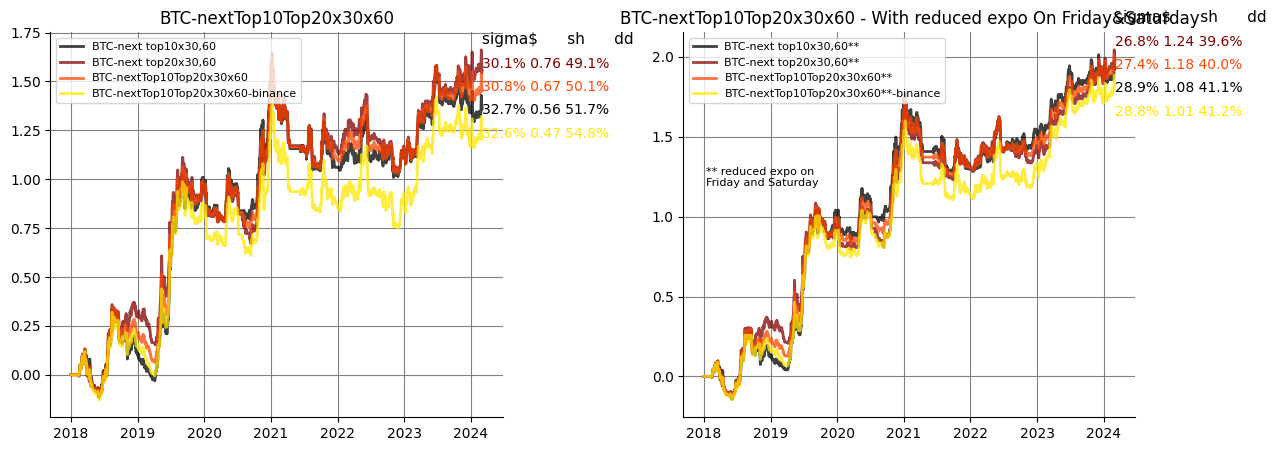 BTC-nextTop10Top20x30x60
sigma$ sh dd
BTC-next top10x30,60
BTC-next top20x30,60
BTC-nextTop10Top20x30x60
BTC-nextTop10Top20x30x60-binance
30.1% 0.76 49.1%
30.8% 0.67 50.1%
32.7% 0.56 51.7%
32.6% 0.47 54.8%
1.75
1.50
1.25
1.00
0.75
0.50
0.25
0.00
2018 2019 2020 2021 2022 2023 2024
BTC-nextTop10Top20x30x60 - With reduced expo On Friday&Saturday
sigma$ sh dd
BTC-next top10x30,60**
BTC-next top20x30,60**
BTC-nextTop10Top20x30x60**
BTC-nextTop10Top20x30x60**-binance
26.8% 1.24 39.6%
27.4% 1.18 40.0%
28.9% 1.08 41.1%
28.8% 1.01 41.2%
** reduced expo on
Friday and Saturday
2.0
1.5
1.0
0.5
0.0
2018 2019 2020 2021 2022 2023 2024